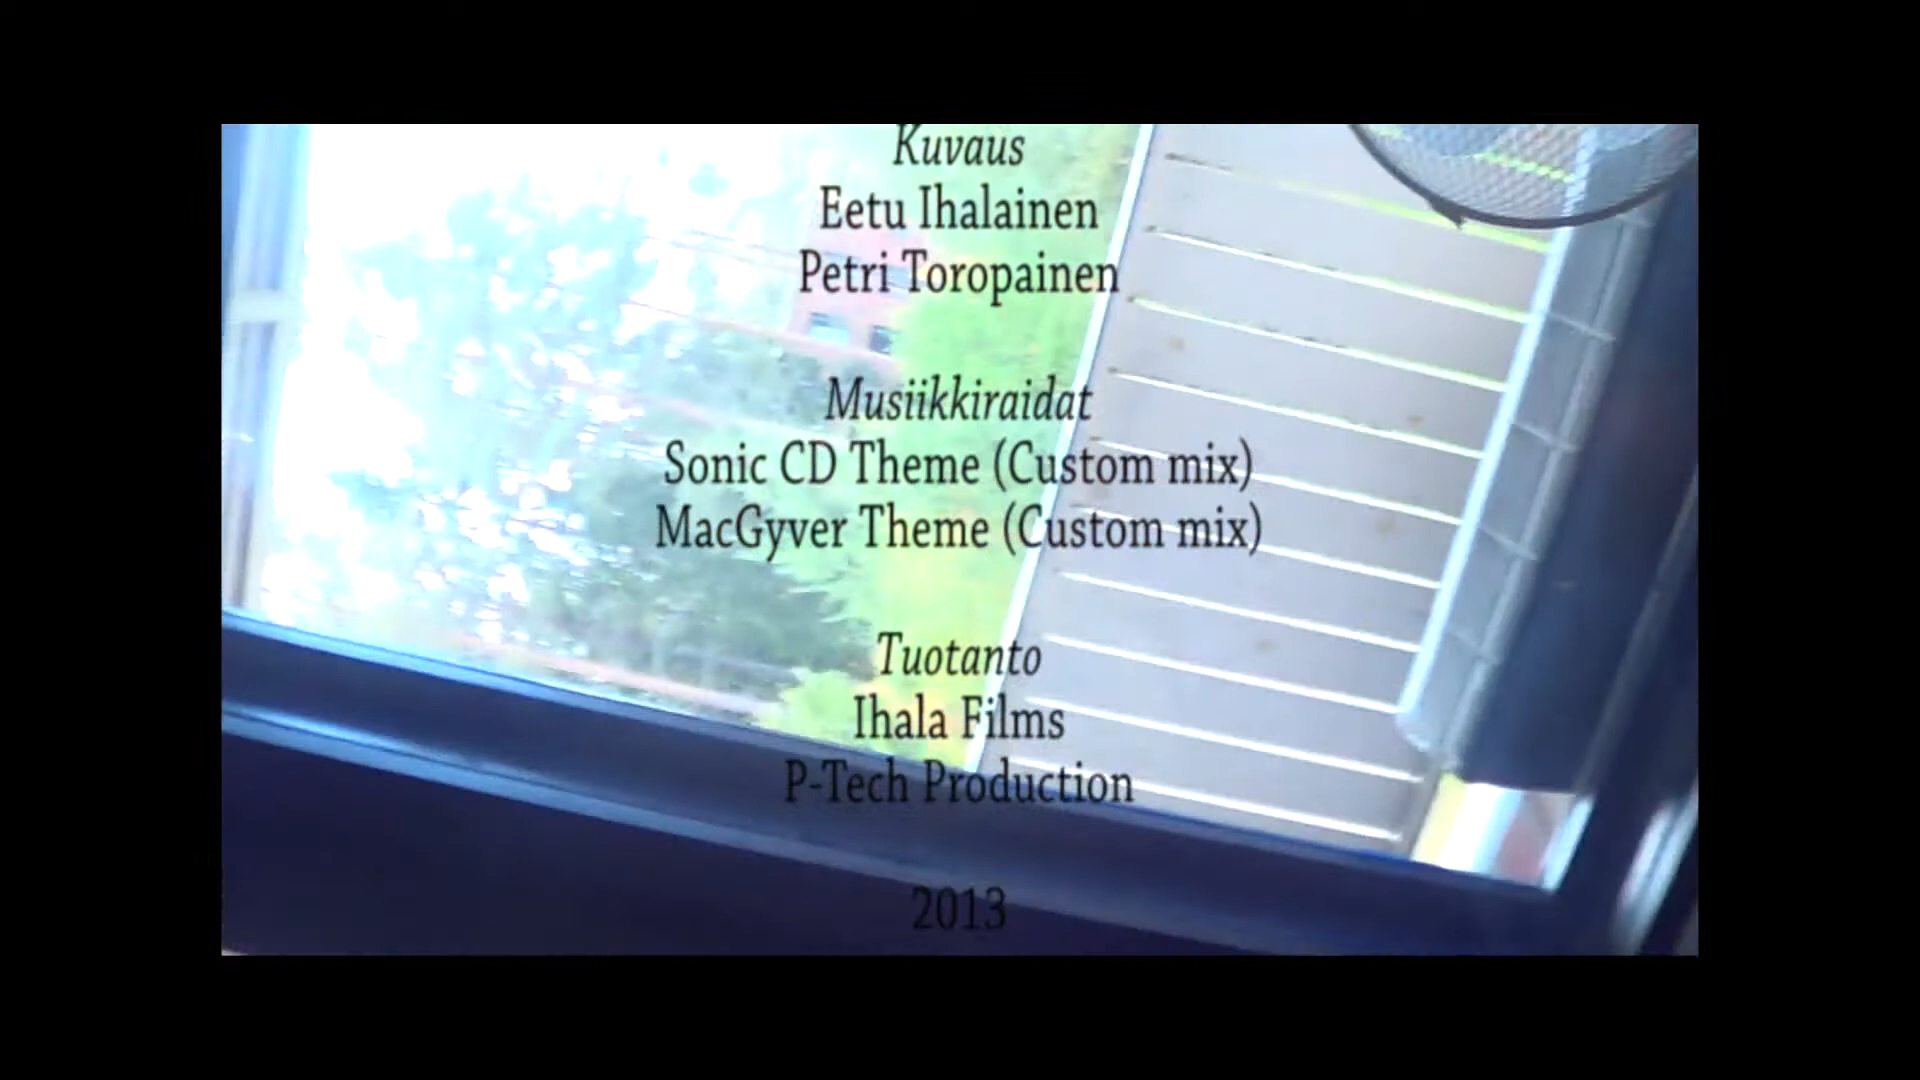 Kuvaus
Eetu Ihalainen
Petri Toropainen
Musiikkiraidat
Sonic CD Theme (Custom mix)
MacGyver Theme (Custom mix)
Tuotanto
Ihala Films
P-Tech Production
2013